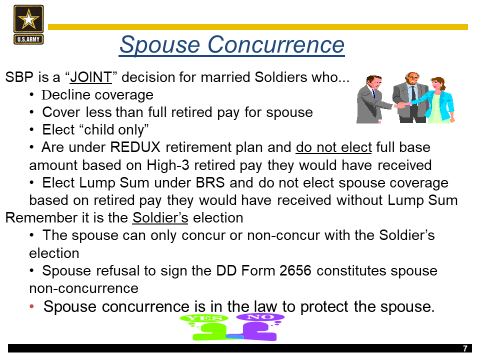 U.S.ARMY
Spouse Concurrence
SBP is a “JOINT” decision for married Soldiers who...
• Decline coverage
• Cover less than full retired pay for spouse
• Elect “child only”
• Are under REDUX retirement plan and do not elect full base
amount based on High-3 retired pay they would have received
• Elect Lump Sum under BRS and do not elect spouse coverage
based on retired pay they would have received without Lump Sum
Remember it is the Soldier’s election
• The spouse can only concur or non-concur with the Soldier’s
election
• Spouse refusal to sign the DD Form 2656 constitutes spouse
non-concurrence
• Spouse concurrence is in the law to protect the spouse.
YES NO
7